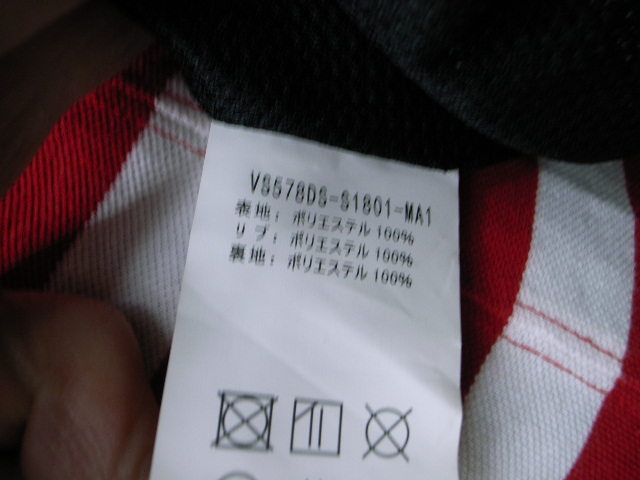 VS578DS-S1801-MA1
表地: ポリエステル 100%
リブ: ポリエステル 100%
裏地: ポリエステル 100%